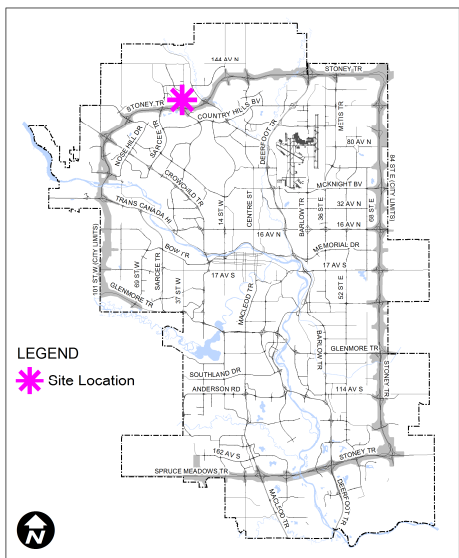 144 AV N
STONEY TR
STONEY TR
COUNTRY HILLS BV
NOSE HILL DR
SARCEE TR
DEERFOOT TR
METIS TR
80 AV N
CROWCHILD TR
MCKNIGHT BV
84 ST E (CITY LIMITS)
TRANS CANADA HI
14 ST W
CENTRE ST
BARLOW TR
36 ST E
32 AV N
68 ST E
16 AV N
16 AV N
101 ST W (CITY LIMITS)
BOW TR
MEMORIAL DR
69 ST W
SARCEE TR
37 ST W
17 AV S
17 AV S
52 ST E
GLENMORE TR
MACLEOD TR
BARLOW TR
GLENMORE TR
LEGEND
Site Location
SOUTHLAND DR
ANDERSON RD
114 AV S
STONEY TR
162 AV S
STONEY TR
SPRUCE MEADOWS TR
MACLEOD TR
DEERFOOT TR
N